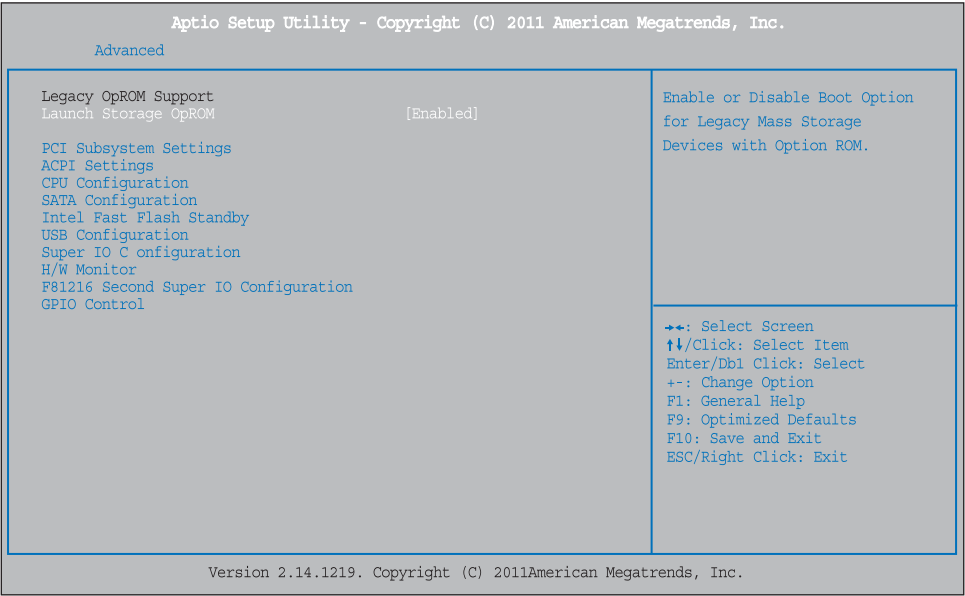 Aptio Setup Utility - Copyright (C) 2011 American Megatrends, Inc.
Advanced
Legacy OpROM Support
Launch Storage OpROM [Enabled]
PCI Subsystem Settings
ACPI Settings
CPU Configuration
SATA Configuration
Intel Fast Flash Standby
USB Configuration
Super IO C onfiguration
H/W Monitor
F81216 Second Super IO Configuration
GPIO Control
Enable or Disable Boot Option
for Legacy Mass Storage
Devices with Option ROM.
→←: Select Screen
↑↓/Click: Select Item
Enter/Db1 Click: Select
+-: Change Option
F1: General Help
F9: Optimized Defaults
F10: Save and Exit
ESC/Right Click: Exit
Version 2.14.1219. Copyright (C) 2011American Megatrends, Inc.